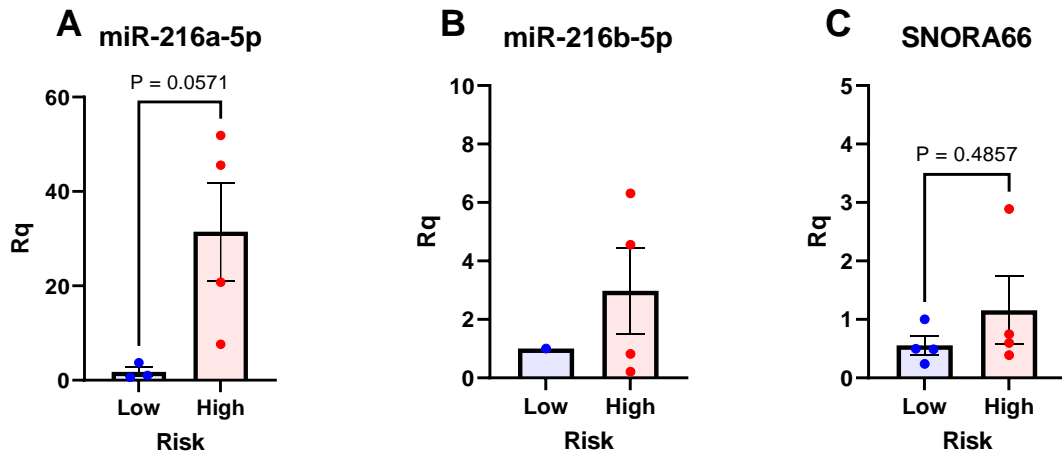 A
miR-216a-5p
P = 0.0571
60
40
20
0
Rq
Low
High
Risk
B
miR-216b-5p
10
8
6
4
2
0
Rq
Low
High
Risk
C
SNORA66
5
4
3
2
1
0
P = 0.4857
Rq
Low
High
Risk